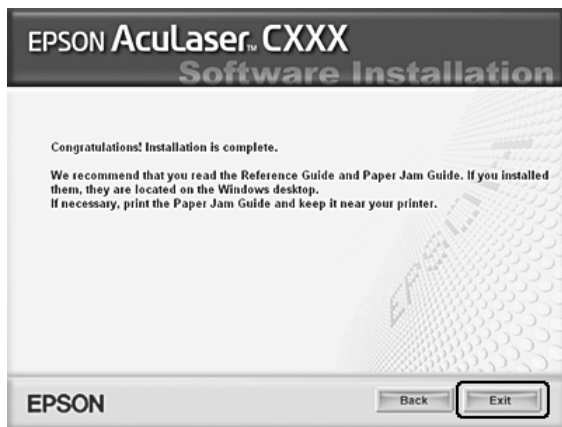 EPSON AcuLaser™ CXXX
Software Installation
Congratulations! Installation is complete.
We recommend that you read the Reference Guide and Paper Jam Guide. If you installed
them, they are located on the Windows desktop.
If necessary, print the Paper Jam Guide and keep it near your printer.
EPSON
EPSON
Back
Exit